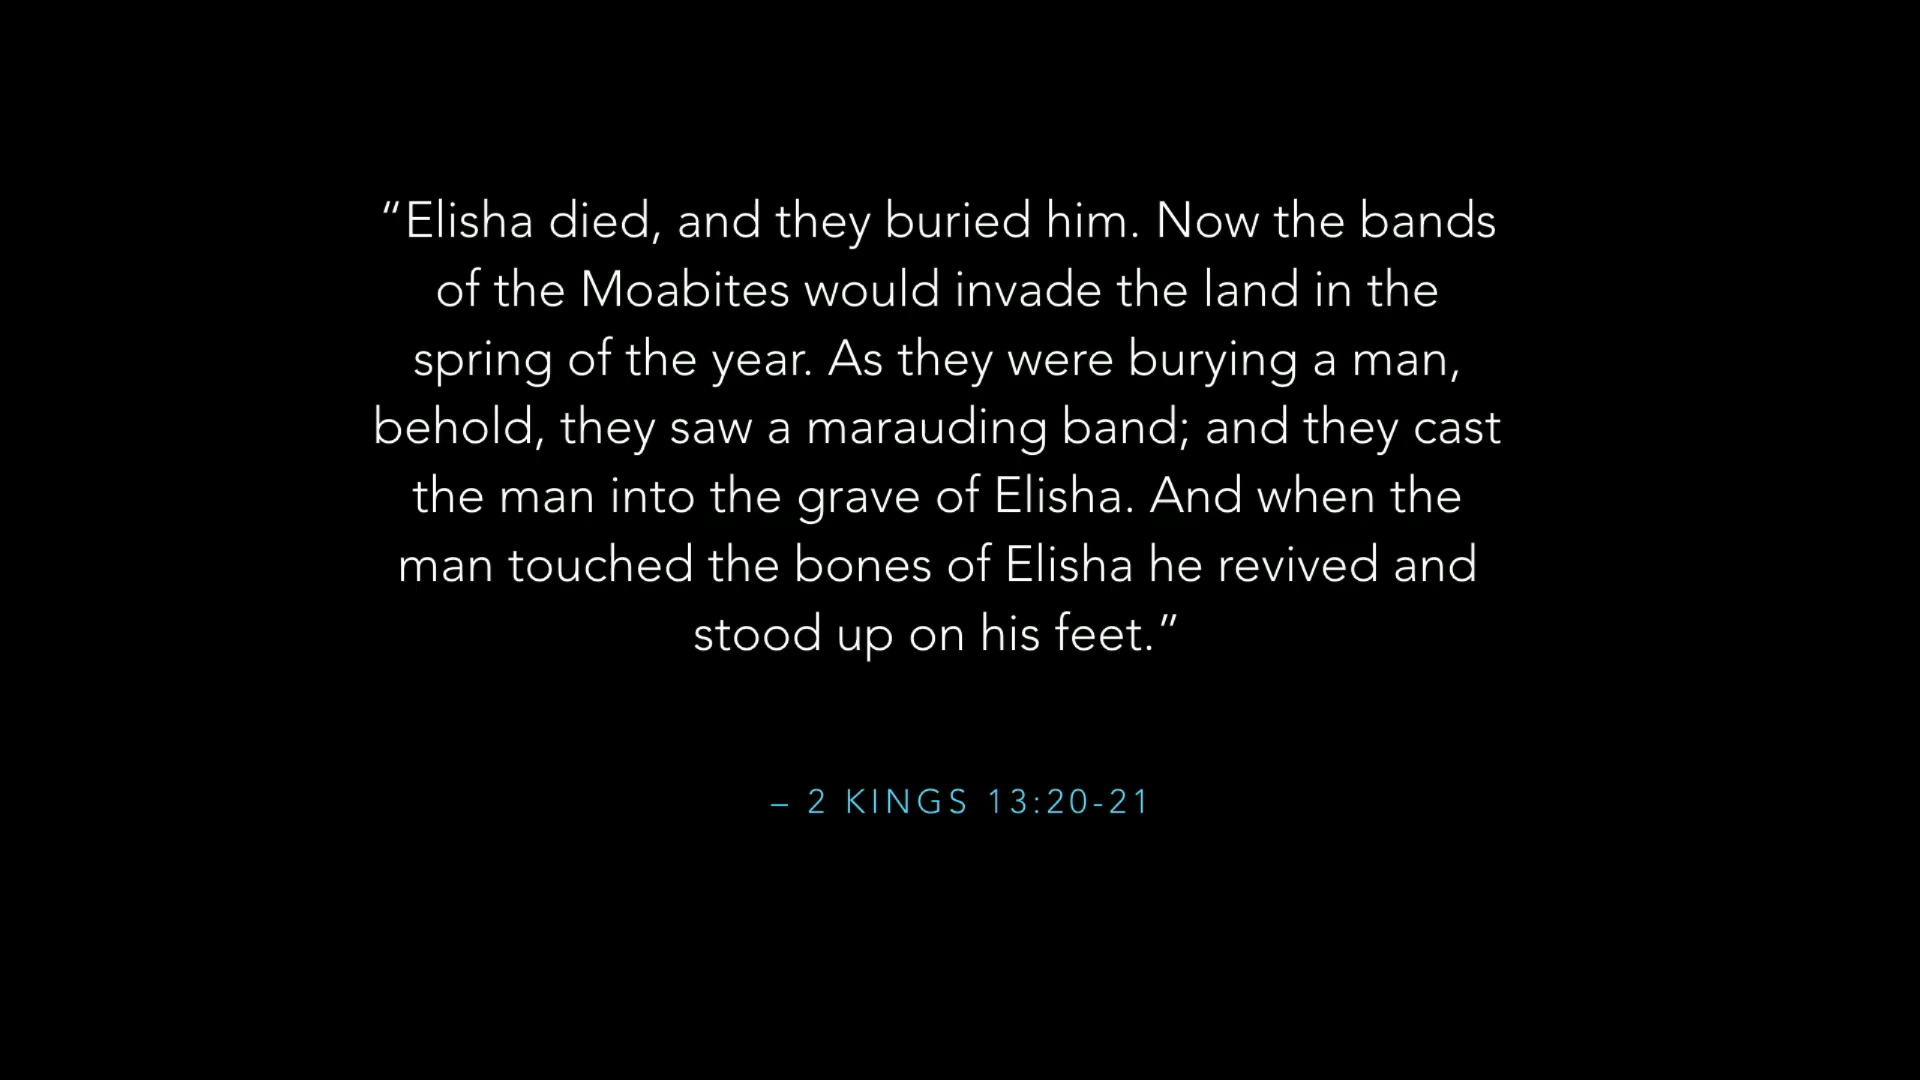 “Elisha died, and they buried him. Now the bands
of the Moabites would invade the land in the
spring of the year. As they were burying a man,
behold, they saw a marauding band; and they cast
the man into the grave of Elisha. And when the
man touched the bones of Elisha he revived and
stood up on his feet.”
– 2 KINGS 13:20-21